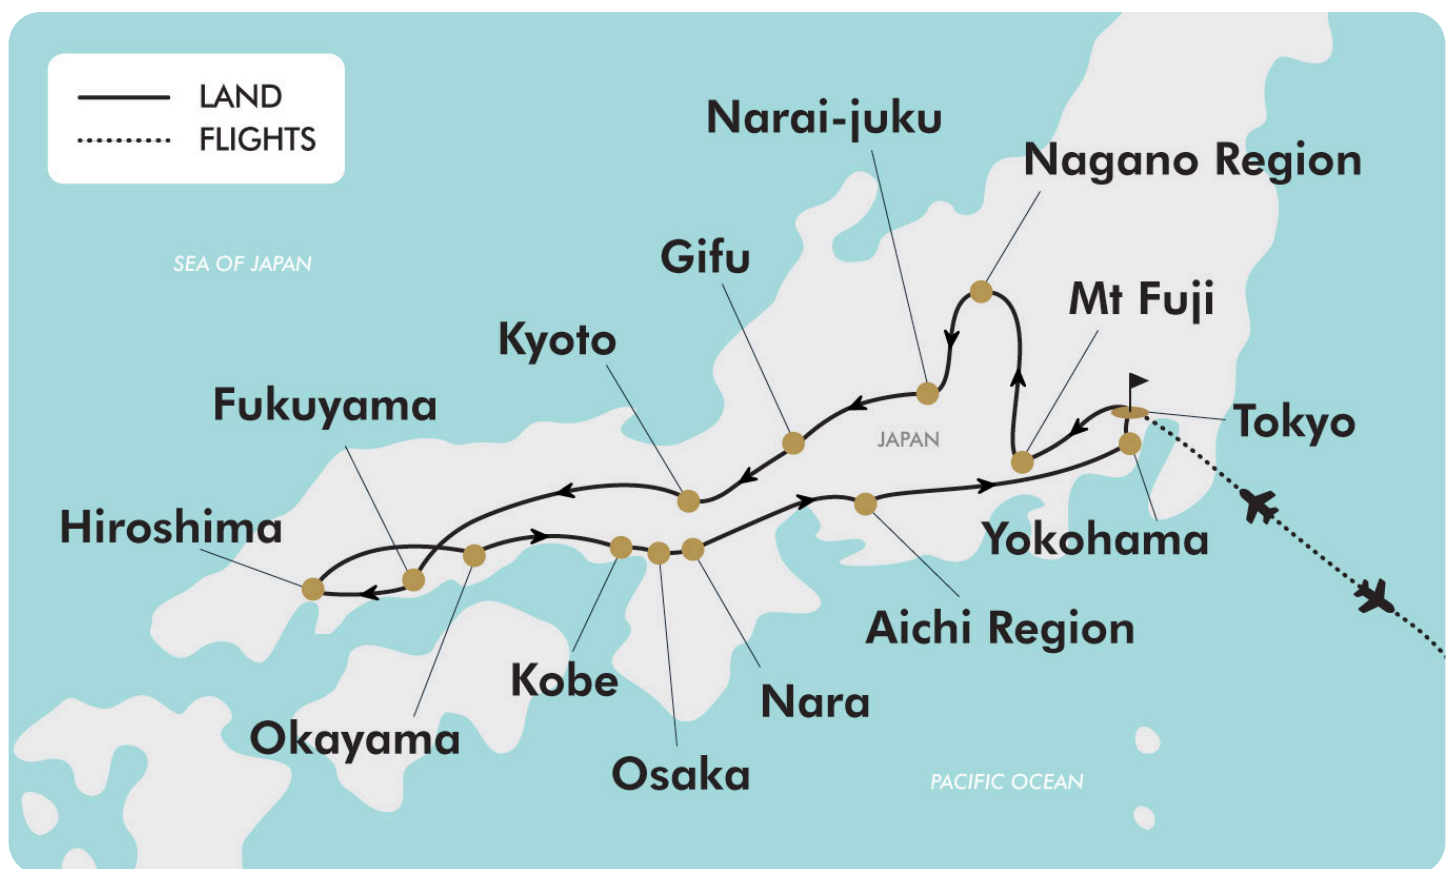 LAND
FLIGHTS
Narai-juku
Nagano Region
SEA OF JAPAN
Gifu
Mt Fuji
Kyoto
Fukuyama
Tokyo
JAPAN
Hiroshima
Yokohama
Aichi Region
Kobe
Nara
Okayama
Osaka
PACIFIC OCEAN